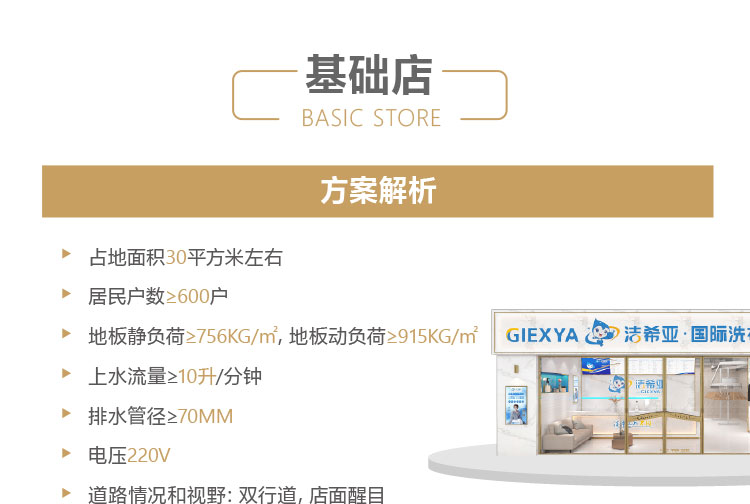 基础店
BASIC STORE
方案解析
占地面积30平方米左右
居民户数≥600户
地板静负荷≥756KG/㎡, 地板动负荷≥915KG/㎡
GIEXYA 洁希亚·国际洗衣
上水流量≥10升/分钟
洁希亚
排水管径≥70MM
电压220V
道路情况和视野: 双行道, 店面醒目